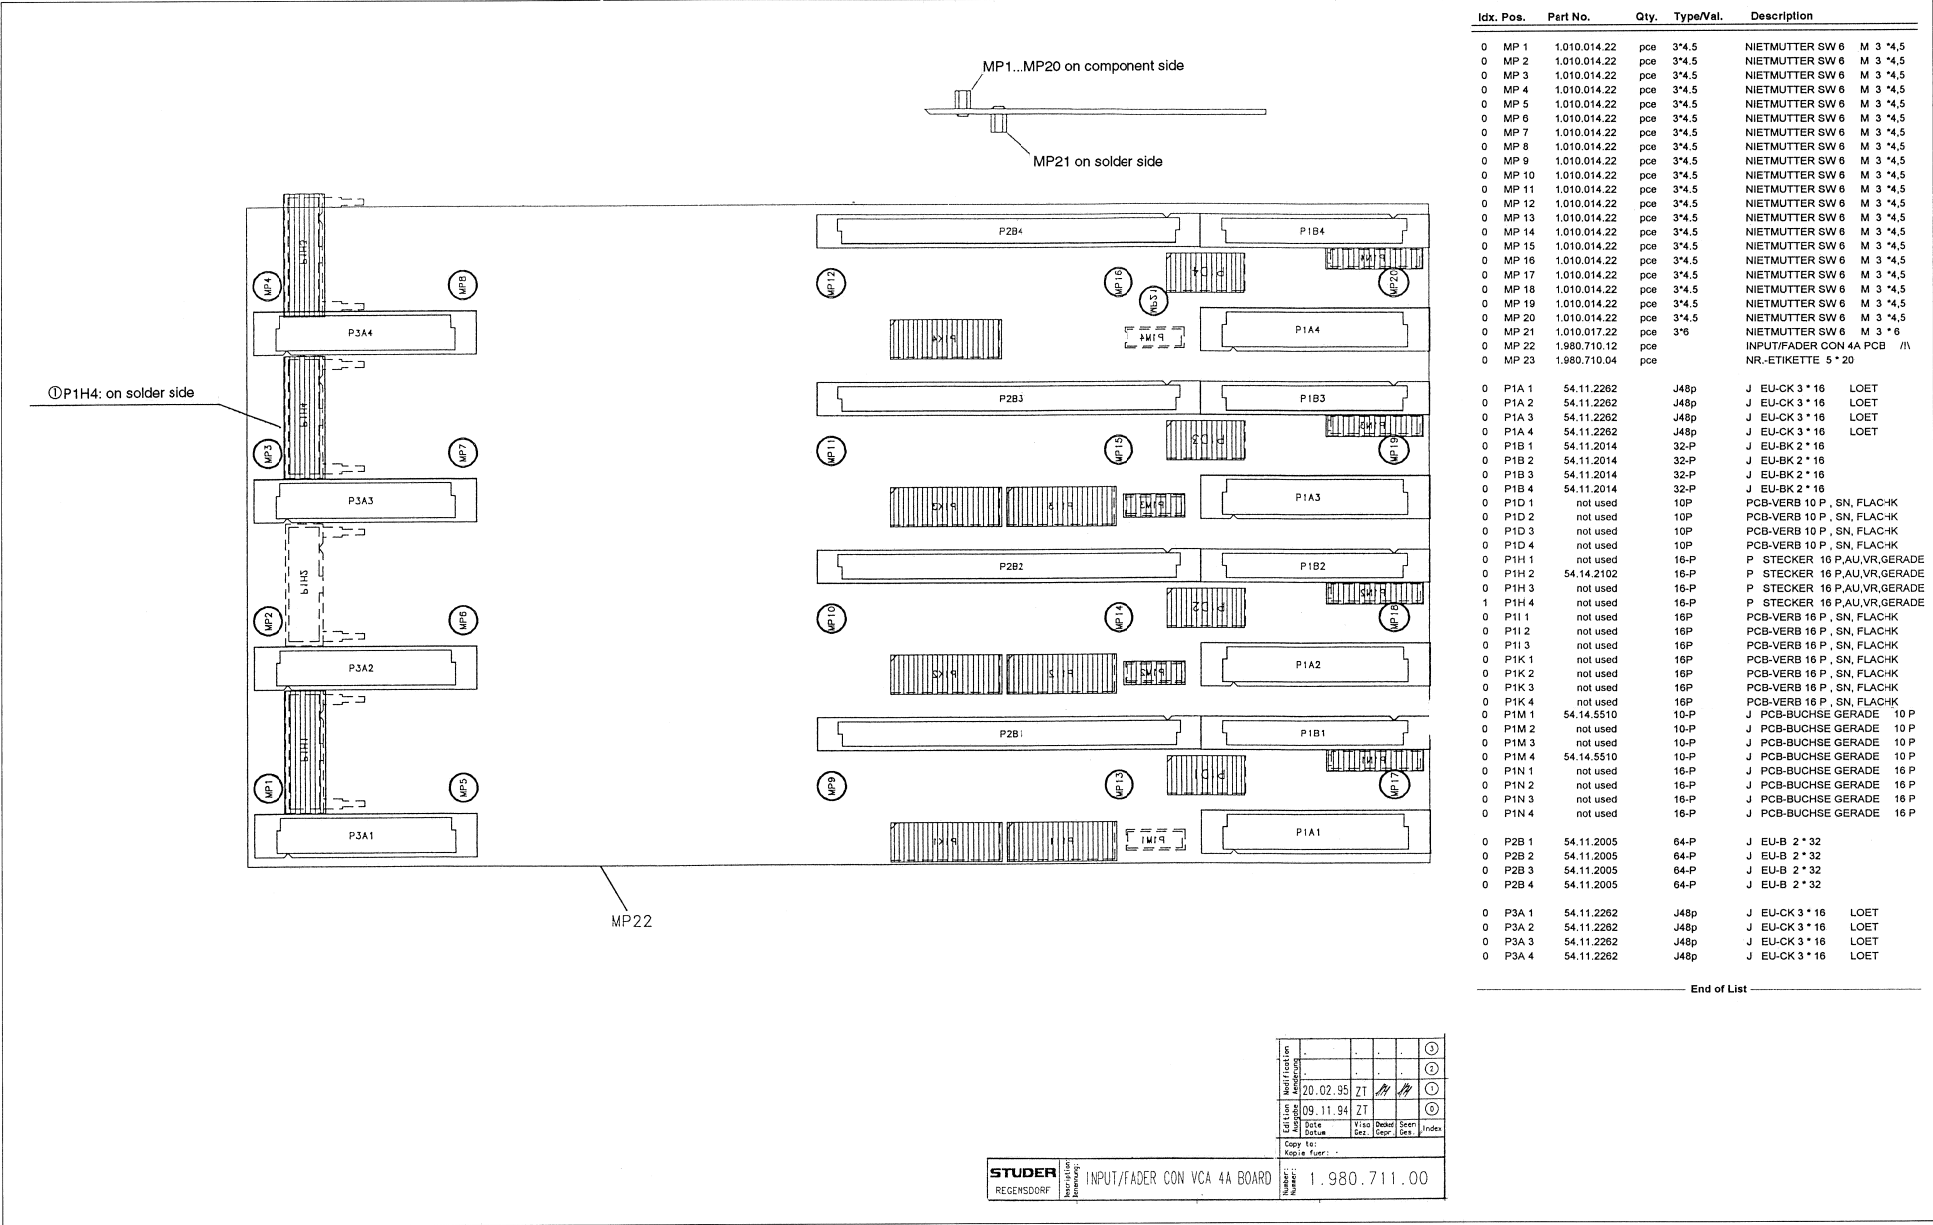 MP1...MP20 on component side
MP21 on solder side
①P1H4: on solder side
P1H3
MP4
MP8
P3A4
P1H4
MP3
MP7
P3A3
P1H2
MP2
MP6
P3A2
P1H1
MP1
MP5
P3A1
P2B4
P1B4
MP12
MP16
P1D4
P1N4
MP20
MP21
P1K4
P1M4
P1A4
P2B3
P1B3
MP11
MP15
P1D3
P1N3
MP19
P1K3
P1I3
P1M3
P1A3
P2B2
P1B2
MP10
MP14
P1D2
P1N2
MP18
P1K2
P1I2
P1M2
P1A2
P2B1
P1B1
MP9
MP13
P1D1
P1N1
MP17
P1K1
P1I1
P1M1
P1A1
MP22
Idx. Pos. Part No. Qty. Type/Val. Description
0 MP 1 1.010.014.22 pce 3*4.5 NIETMUTTER SW 6 M 3 *4,5
0 MP 2 1.010.014.22 pce 3*4.5 NIETMUTTER SW 6 M 3 *4,5
0 MP 3 1.010.014.22 pce 3*4.5 NIETMUTTER SW 6 M 3 *4,5
0 MP 4 1.010.014.22 pce 3*4.5 NIETMUTTER SW 6 M 3 *4,5
0 MP 5 1.010.014.22 pce 3*4.5 NIETMUTTER SW 6 M 3 *4,5
0 MP 6 1.010.014.22 pce 3*4.5 NIETMUTTER SW 6 M 3 *4,5
0 MP 7 1.010.014.22 pce 3*4.5 NIETMUTTER SW 6 M 3 *4,5
0 MP 8 1.010.014.22 pce 3*4.5 NIETMUTTER SW 6 M 3 *4,5
0 MP 9 1.010.014.22 pce 3*4.5 NIETMUTTER SW 6 M 3 *4,5
0 MP 10 1.010.014.22 pce 3*4.5 NIETMUTTER SW 6 M 3 *4,5
0 MP 11 1.010.014.22 pce 3*4.5 NIETMUTTER SW 6 M 3 *4,5
0 MP 12 1.010.014.22 pce 3*4.5 NIETMUTTER SW 6 M 3 *4,5
0 MP 13 1.010.014.22 pce 3*4.5 NIETMUTTER SW 6 M 3 *4,5
0 MP 14 1.010.014.22 pce 3*4.5 NIETMUTTER SW 6 M 3 *4,5
0 MP 15 1.010.014.22 pce 3*4.5 NIETMUTTER SW 6 M 3 *4,5
0 MP 16 1.010.014.22 pce 3*4.5 NIETMUTTER SW 6 M 3 *4,5
0 MP 17 1.010.014.22 pce 3*4.5 NIETMUTTER SW 6 M 3 *4,5
0 MP 18 1.010.014.22 pce 3*4.5 NIETMUTTER SW 6 M 3 *4,5
0 MP 19 1.010.014.22 pce 3*4.5 NIETMUTTER SW 6 M 3 *4,5
0 MP 20 1.010.014.22 pce 3*4.5 NIETMUTTER SW 6 M 3 *4,5
0 MP 21 1.010.017.22 pce 3*6 NIETMUTTER SW 6 M 3 * 6
0 MP 22 1.980.710.12 pce INPUT/FADER CON 4A PCB /!\
0 MP 23 1.980.710.04 pce NR.-ETIKETTE 5 * 20
0 P1A 1 54.11.2262 J48p J EU-CK 3 * 16 LOET
0 P1A 2 54.11.2262 J48p J EU-CK 3 * 16 LOET
0 P1A 3 54.11.2262 J48p J EU-CK 3 * 16 LOET
0 P1A 4 54.11.2262 J48p J EU-CK 3 * 16 LOET
0 P1B 1 54.11.2014 32-P J EU-BK 2 * 16
0 P1B 2 54.11.2014 32-P J EU-BK 2 * 16
0 P1B 3 54.11.2014 32-P J EU-BK 2 * 16
0 P1B 4 54.11.2014 32-P J EU-BK 2 * 16
0 P1D 1 not used 10P PCB-VERB 10 P , SN, FLACHK
0 P1D 2 not used 10P PCB-VERB 10 P , SN, FLACHK
0 P1D 3 not used 10P PCB-VERB 10 P , SN, FLACHK
0 P1D 4 not used 10P PCB-VERB 10 P , SN, FLACHK
0 P1H 1 not used 16-P P STECKER 16 P,AU,VR,GERADE
0 P1H 2 54.14.2102 16-P P STECKER 16 P,AU,VR,GERADE
0 P1H 3 not used 16-P P STECKER 16 P,AU,VR,GERADE
1 P1H 4 not used 16-P P STECKER 16 P,AU,VR,GERADE
0 P1I 1 not used 16P PCB-VERB 16 P , SN, FLACHK
0 P1I 2 not used 16P PCB-VERB 16 P , SN, FLACHK
0 P1I 3 not used 16P PCB-VERB 16 P , SN, FLACHK
0 P1K 1 not used 16P PCB-VERB 16 P , SN, FLACHK
0 P1K 2 not used 16P PCB-VERB 16 P , SN, FLACHK
0 P1K 3 not used 16P PCB-VERB 16 P , SN, FLACHK
0 P1K 4 not used 16P PCB-VERB 16 P , SN, FLACHK
0 P1M 1 54.14.5510 10-P J PCB-BUCHSE GERADE 10 P
0 P1M 2 not used 10-P J PCB-BUCHSE GERADE 10 P
0 P1M 3 not used 10-P J PCB-BUCHSE GERADE 10 P
0 P1M 4 54.14.5510 10-P J PCB-BUCHSE GERADE 10 P
0 P1N 1 not used 16-P J PCB-BUCHSE GERADE 16 P
0 P1N 2 not used 16-P J PCB-BUCHSE GERADE 16 P
0 P1N 3 not used 16-P J PCB-BUCHSE GERADE 16 P
0 P1N 4 not used 16-P J PCB-BUCHSE GERADE 16 P
0 P2B 1 54.11.2005 64-P J EU-B 2 * 32
0 P2B 2 54.11.2005 64-P J EU-B 2 * 32
0 P2B 3 54.11.2005 64-P J EU-B 2 * 32
0 P2B 4 54.11.2005 64-P J EU-B 2 * 32
0 P3A 1 54.11.2262 J48p J EU-CK 3 * 16 LOET
0 P3A 2 54.11.2262 J48p J EU-CK 3 * 16 LOET
0 P3A 3 54.11.2262 J48p J EU-CK 3 * 16 LOET
0 P3A 4 54.11.2262 J48p J EU-CK 3 * 16 LOET
End of List
Modification
Aenderung
③
②
20.02.95 ZT ①
Edition
Ausgabe
09.11.94 ZT ⓪
Date Visa Checked Seen Index
Datum Gez. Gepr. Ges.
Copy to:
Kopie fuer:
STUDER
REGENSDORF
Description:
Benennung:
INPUT/FADER CON VCA 4A BOARD
Number:
Nummer:
1.980.711.00